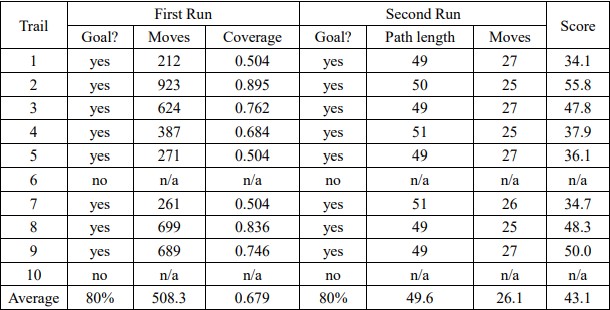 Trail First Run Second Run Score
Goal? Moves Coverage Goal? Path length Moves
1 yes 212 0.504 yes 49 27 34.1
2 yes 923 0.895 yes 50 25 55.8
3 yes 624 0.762 yes 49 27 47.8
4 yes 387 0.684 yes 51 25 37.9
5 yes 271 0.504 yes 49 27 36.1
6 no n/a n/a no n/a n/a n/a
7 yes 261 0.504 yes 51 26 34.7
8 yes 699 0.836 yes 49 25 48.3
9 yes 689 0.746 yes 49 27 50.0
10 no n/a n/a no n/a n/a n/a
Average 80% 508.3 0.679 80% 49.6 26.1 43.1